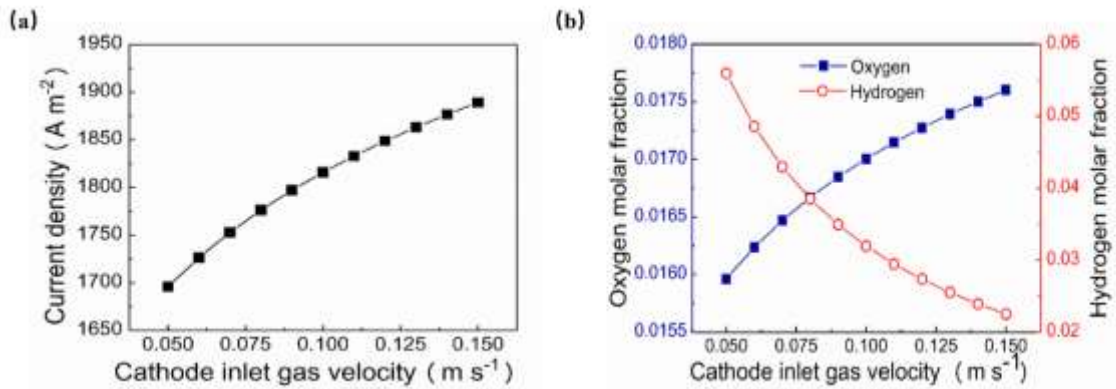 (a)
1950
1900
1850
1800
1750
1700
1650
Current density ( A m⁻²)
0.050 0.075 0.100 0.125 0.150
Cathode inlet gas velocity ( m s⁻¹)
(b)
0.0180
0.0175
0.0170
0.0165
0.0160
0.0155
Oxygen molar fraction
Oxygen
Hydrogen
0.06
0.05
0.04
0.03
0.02
Hydrogen molar fraction
0.050 0.075 0.100 0.125 0.150
Cathode inlet gas velocity ( m s⁻¹)